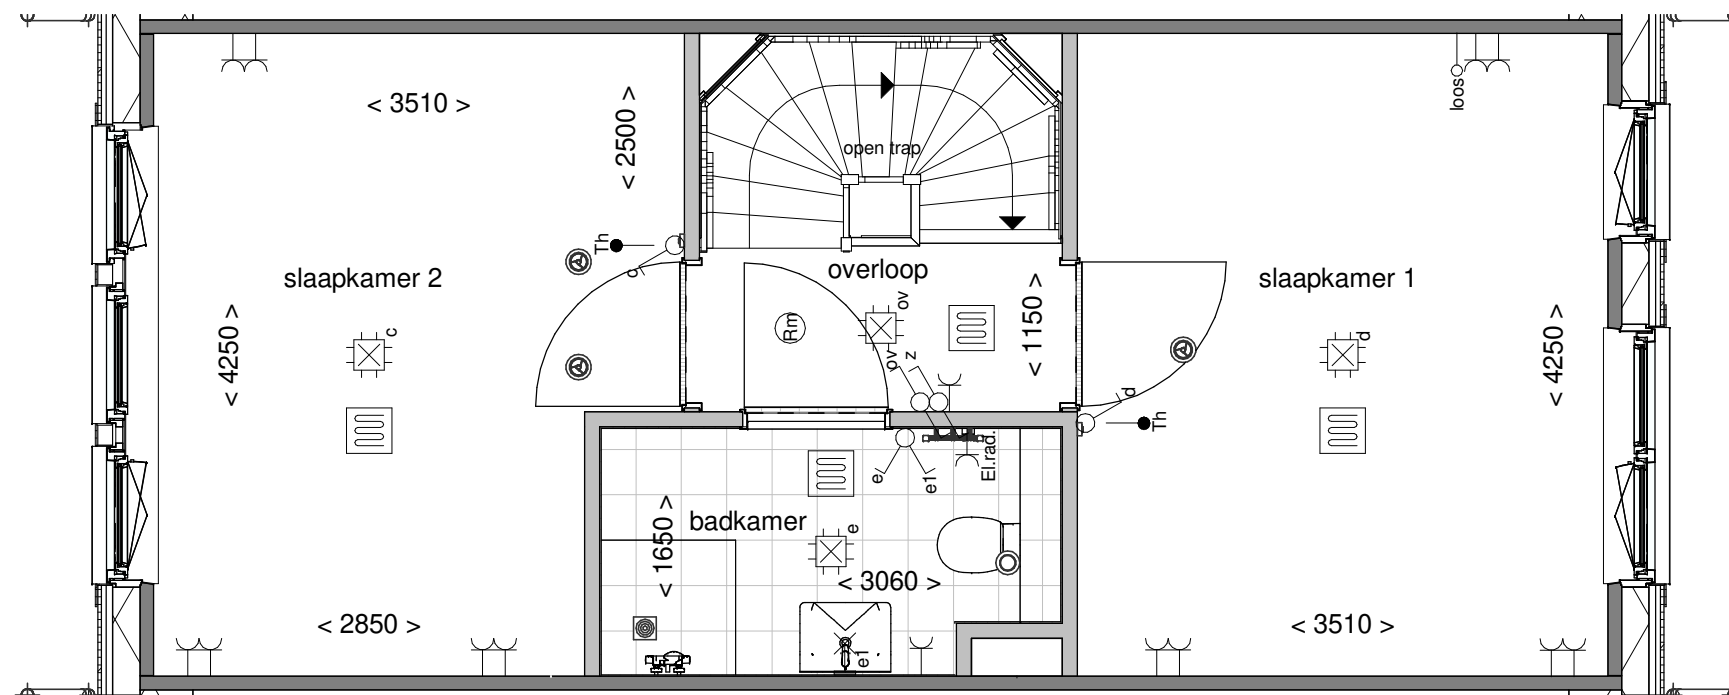 < 3510 >
< 2500 >
loos
open trap
Th
c
slaapkamer 2
overloop
slaapkamer 1
< 4250 >
c
Rm
ov
ov
z
< 1150 >
d
d
Th
< 4250 >
El.rad.
e
e1
badkamer
< 1650 >
e
< 3060 >
< 2850 >
e1
< 3510 >